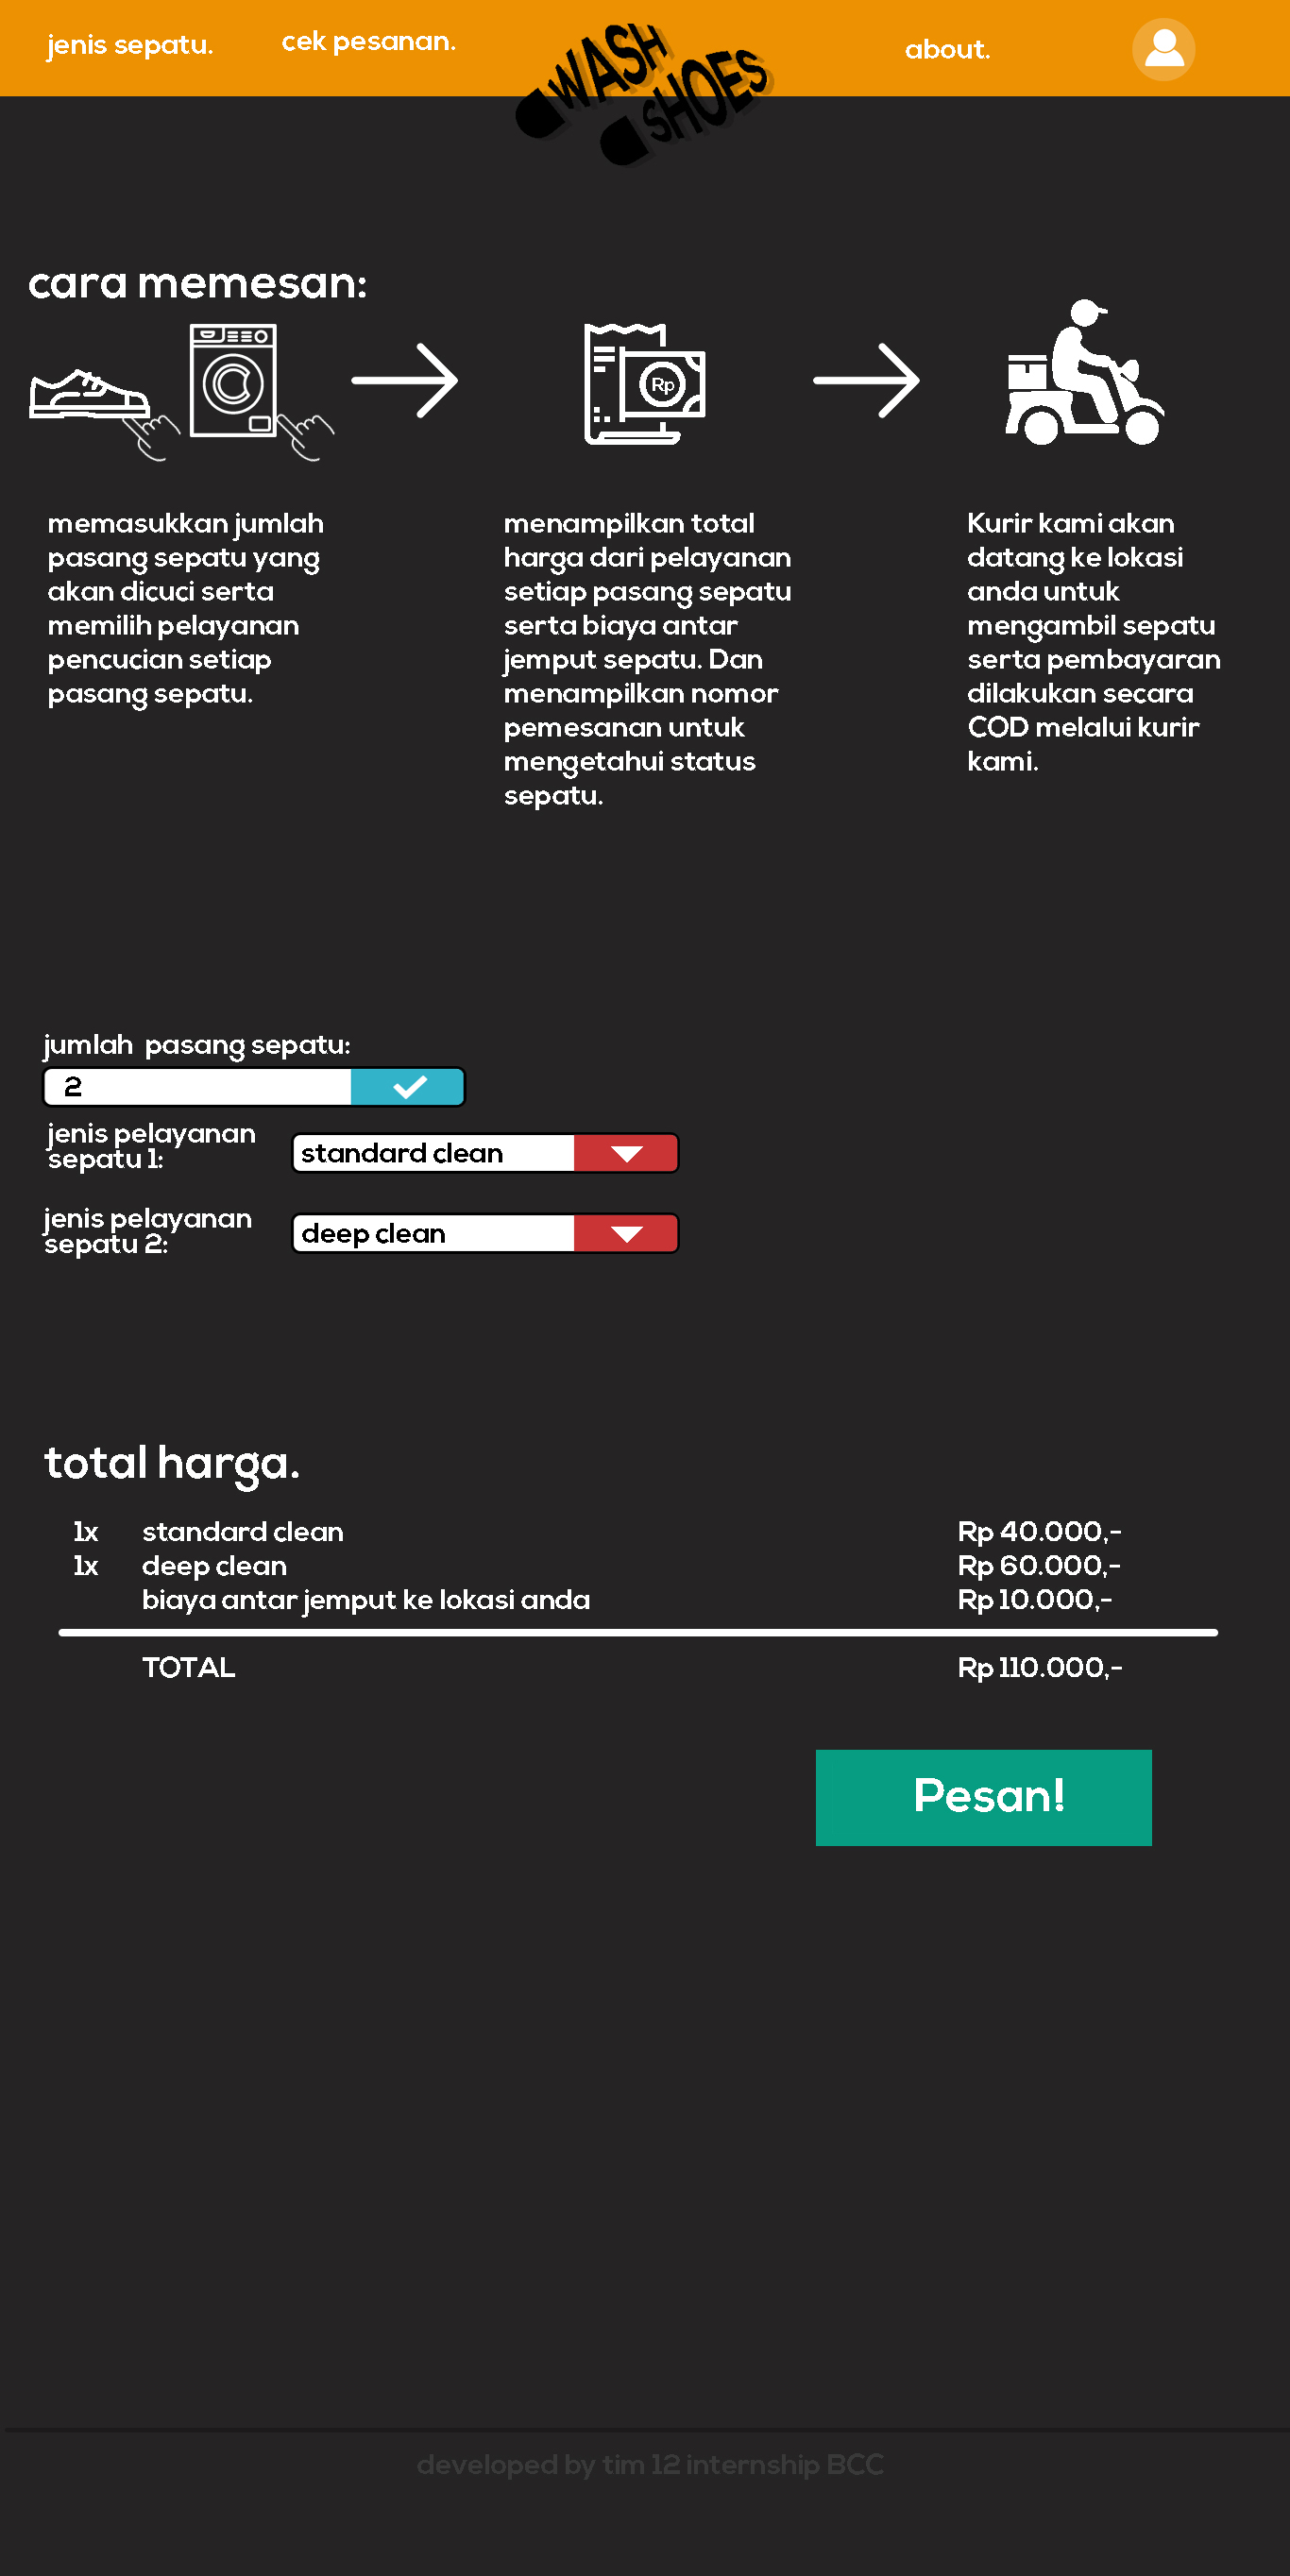 jenis sepatu.
cek pesanan.
WASH
SHOES
about.
cara memesan:
Rp
memasukkan jumlah
pasang sepatu yang
akan dicuci serta
memilih pelayanan
pencucian setiap
pasang sepatu.
menampilkan total
harga dari pelayanan
setiap pasang sepatu
serta biaya antar
jemput sepatu. Dan
menampilkan nomor
pemesanan untuk
mengetahui status
sepatu.
Kurir kami akan
datang ke lokasi
anda untuk
mengambil sepatu
serta pembayaran
dilakukan secara
COD melalui kurir
kami.
jumlah  pasang sepatu:
2
jenis pelayanan
sepatu 1:
standard clean
jenis pelayanan
sepatu 2:
deep clean
total harga.
1x standard clean Rp 40.000,-
1x deep clean Rp 60.000,-
biaya antar jemput ke lokasi anda Rp 10.000,-
TOTAL Rp 110.000,-
Pesan!
developed by tim 12 internship BCC